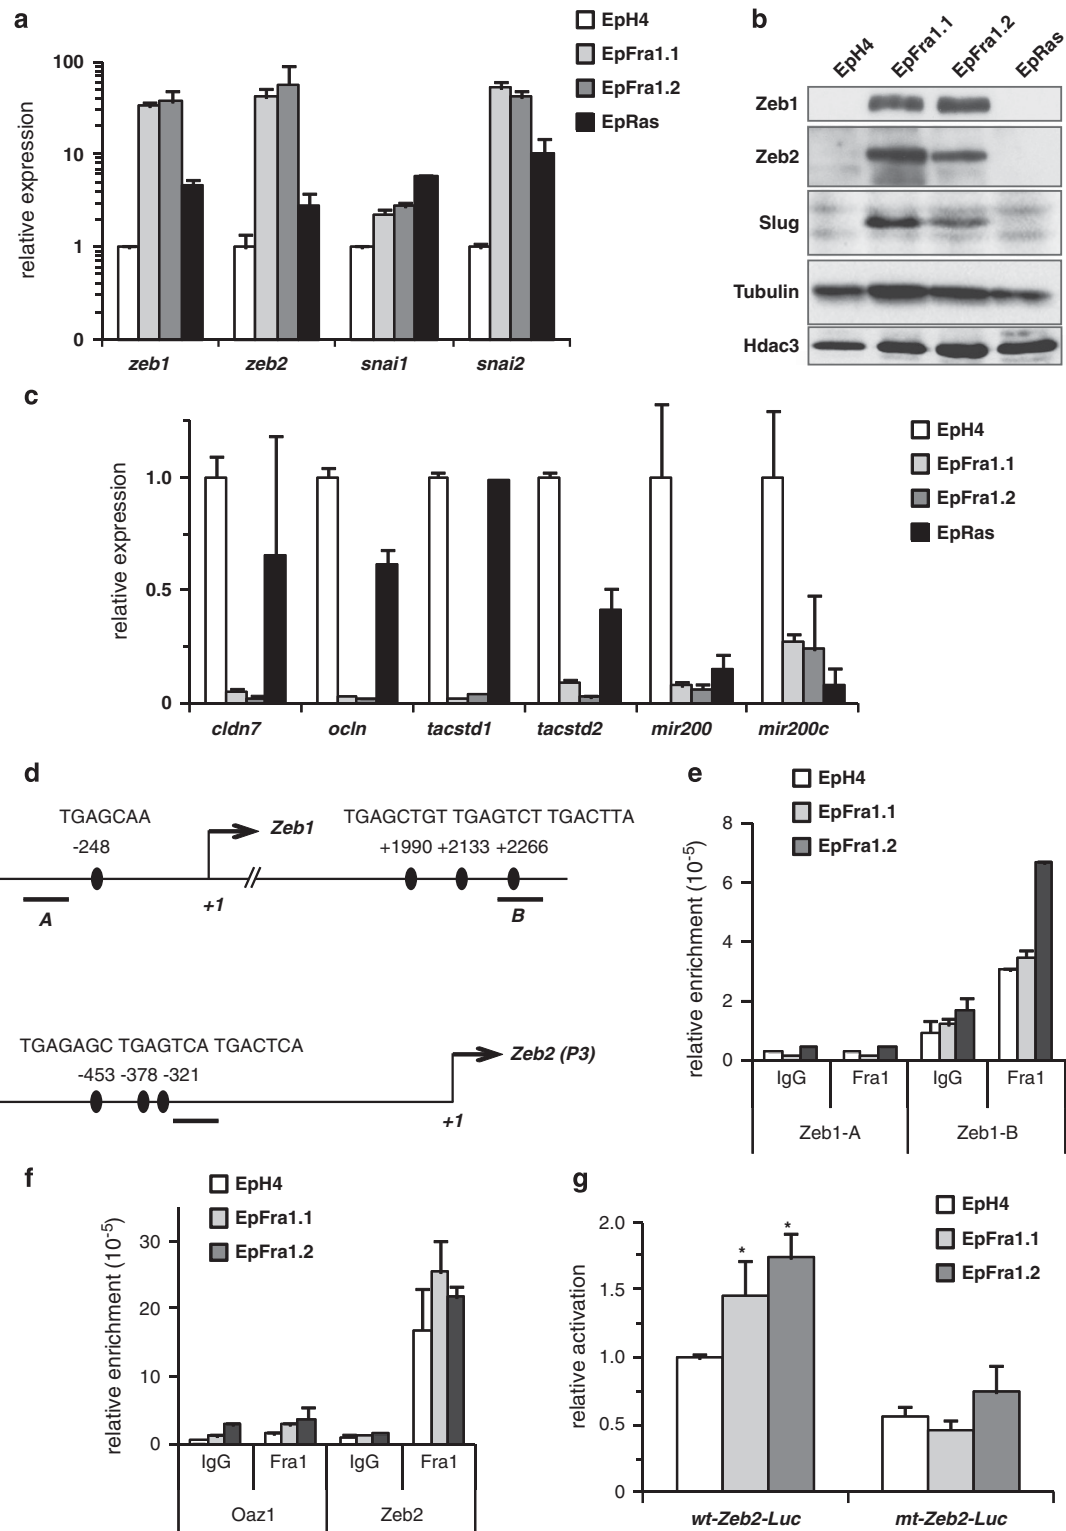 a
EpH4
EpFra1.1
EpFra1.2
EpRas
relative expression
100
10
1
0
zeb1 zeb2 snai1 snai2
b
EpH4 EpFra1.1 EpFra1.2 EpRas
Zeb1
Zeb2
Slug
Tubulin
Hdac3
c
EpH4
EpFra1.1
EpFra1.2
EpRas
relative expression
1.0
0.5
0
cldn7 ocln tacstd1 tacstd2 mir200 mir200c
d
TGAGCAA
-248
Zeb1
TGAGCTGT TGAGTCT TGACTTA
+1990 +2133 +2266
A
+1
B
TGAGAGC TGAGTCA TGACTCA
-453 -378 -321
Zeb2 (P3)
+1
e
EpH4
EpFra1.1
EpFra1.2
relative enrichment (10-5)
8
6
4
2
0
IgG Fra1 IgG Fra1
Zeb1-A Zeb1-B
f
EpH4
EpFra1.1
EpFra1.2
relative enrichment (10-5)
30
20
10
0
IgG Fra1 IgG Fra1
Oaz1 Zeb2
g
EpH4
EpFra1.1
EpFra1.2
relative activation
2.0
1.5
1.0
0.5
0
* *
wt-Zeb2-Luc mt-Zeb2-Luc